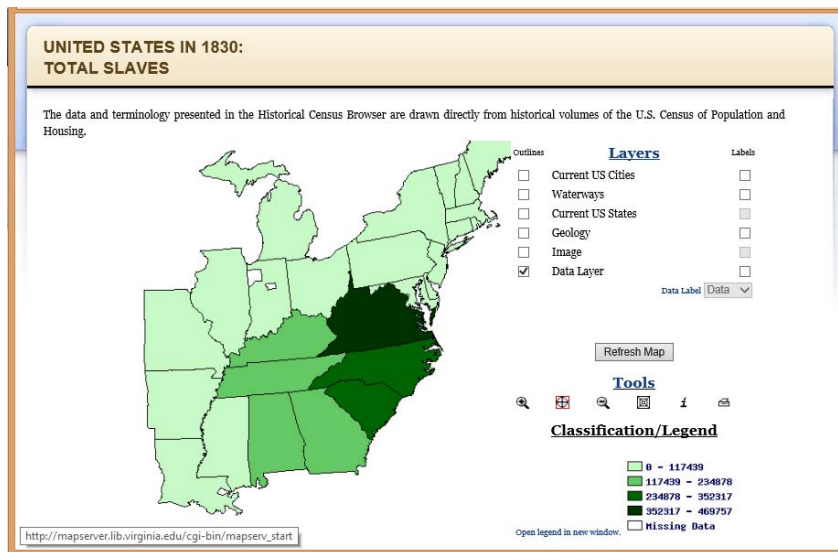 UNITED STATES IN 1830:
TOTAL SLAVES
The data and terminology presented in the Historical Census Browser are drawn directly from historical volumes of the U.S. Census of Population and
Housing.
Outlines Layers Labels
Current US Cities
Waterways
Current US States
Geology
Image
Data Layer
Data Label Data
Refresh Map
Tools
i
Classification/Legend
0 - 117439
117439 - 234878
234878 - 352317
352317 - 469757
Missing Data
Open legend in new window.
http://mapserver.lib.virginia.edu/cgi-bin/mapserv_start